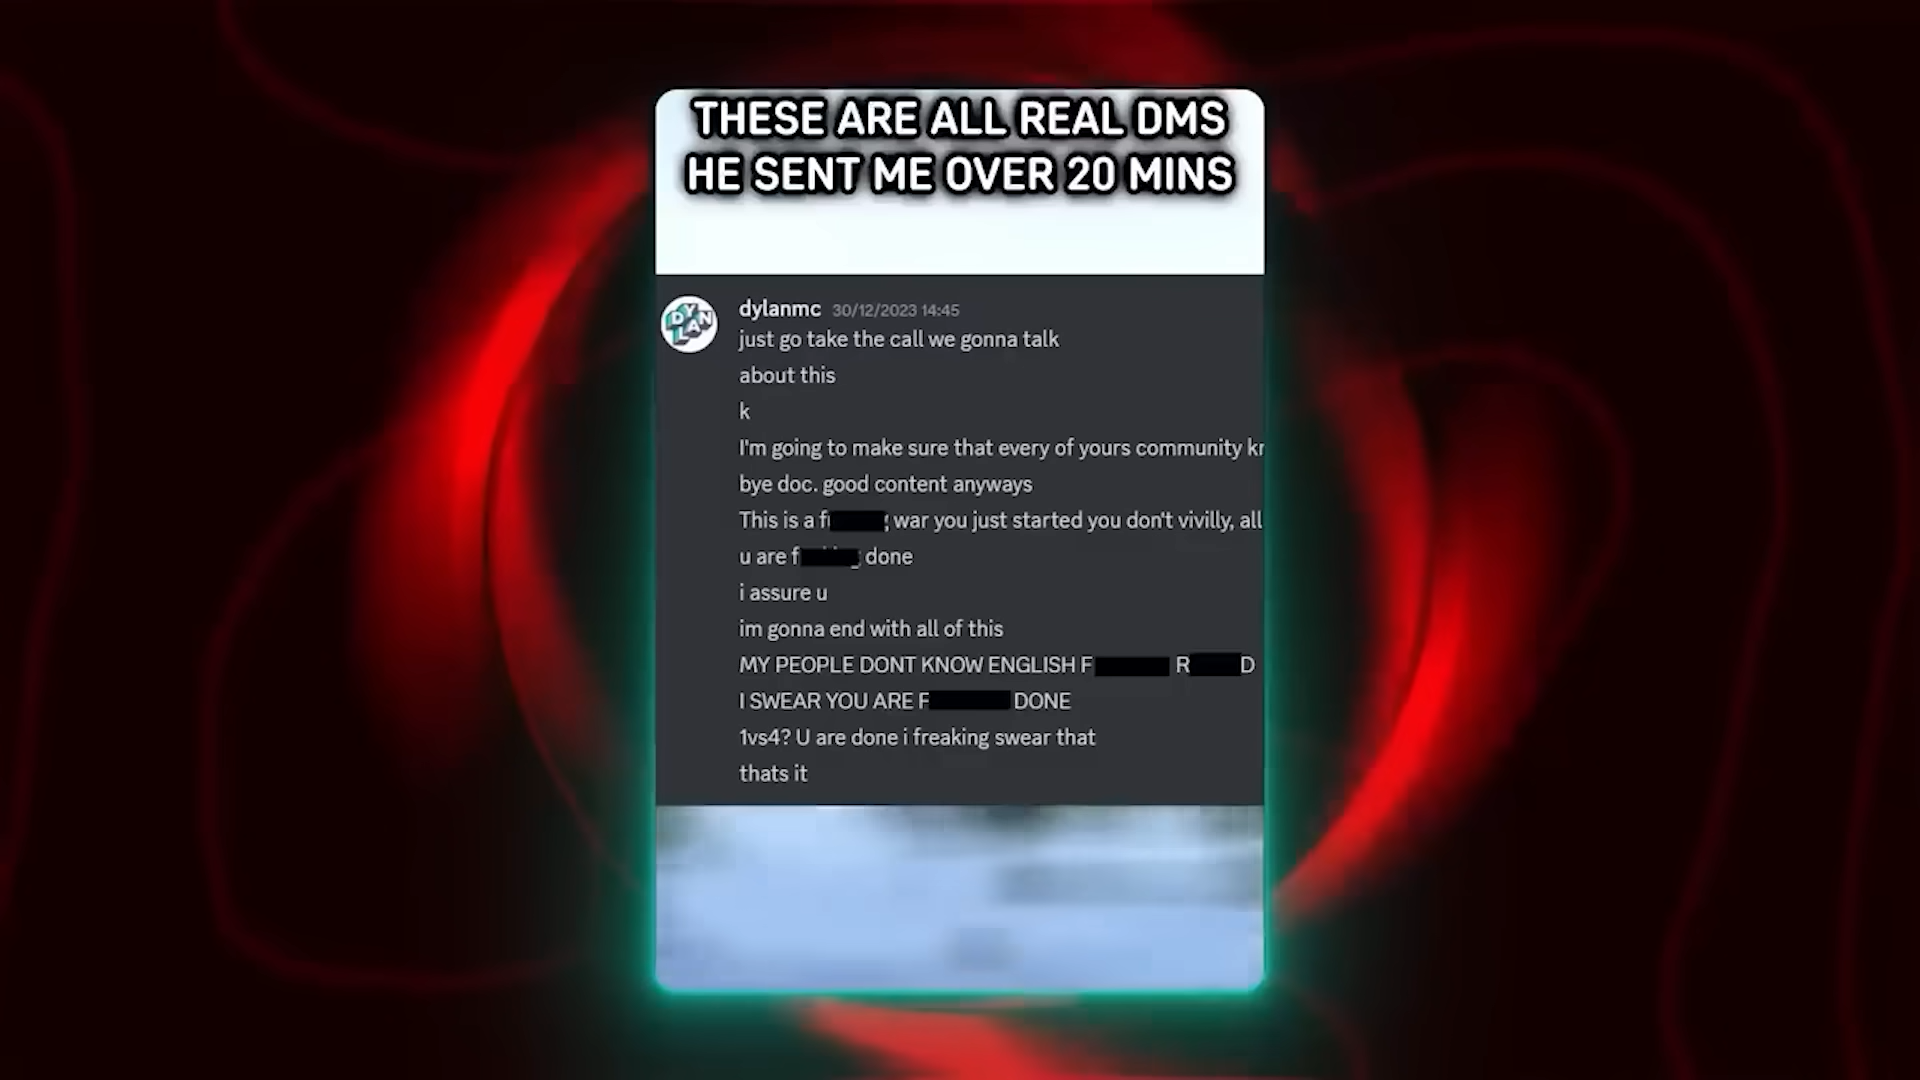 THESE ARE ALL REAL DMS
HE SENT ME OVER 20 MINS
DYLAN
dylanmc 30/12/2023 14:45
just go take the call we gonna talk
about this
k
I'm going to make sure that every of yours community
bye doc. good content anyways
This is a f war you just started you don't vivilly, all
u are f g done
i assure u
im gonna end with all of this
MY PEOPLE DONT KNOW ENGLISH F R D
I SWEAR YOU ARE F DONE
1vs4? U are done i freaking swear that
thats it